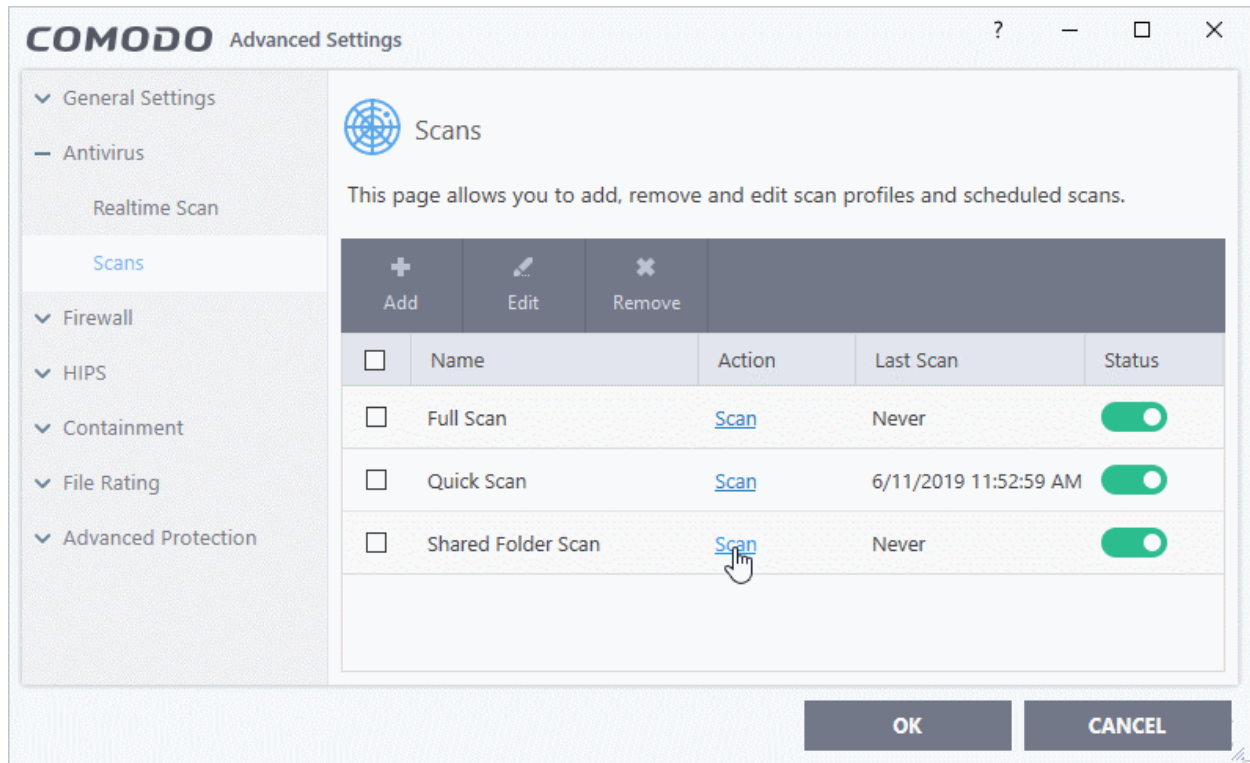 COMODO Advanced Settings ?
General Settings
Antivirus
Realtime Scan
Scans
Firewall
HIPS
Containment
File Rating
Advanced Protection
Scans
This page allows you to add, remove and edit scan profiles and scheduled scans.
Add Edit Remove
Name Action Last Scan Status
Full Scan Scan Never
Quick Scan Scan 6/11/2019 11:52:59 AM
Shared Folder Scan Scan Never
OK CANCEL